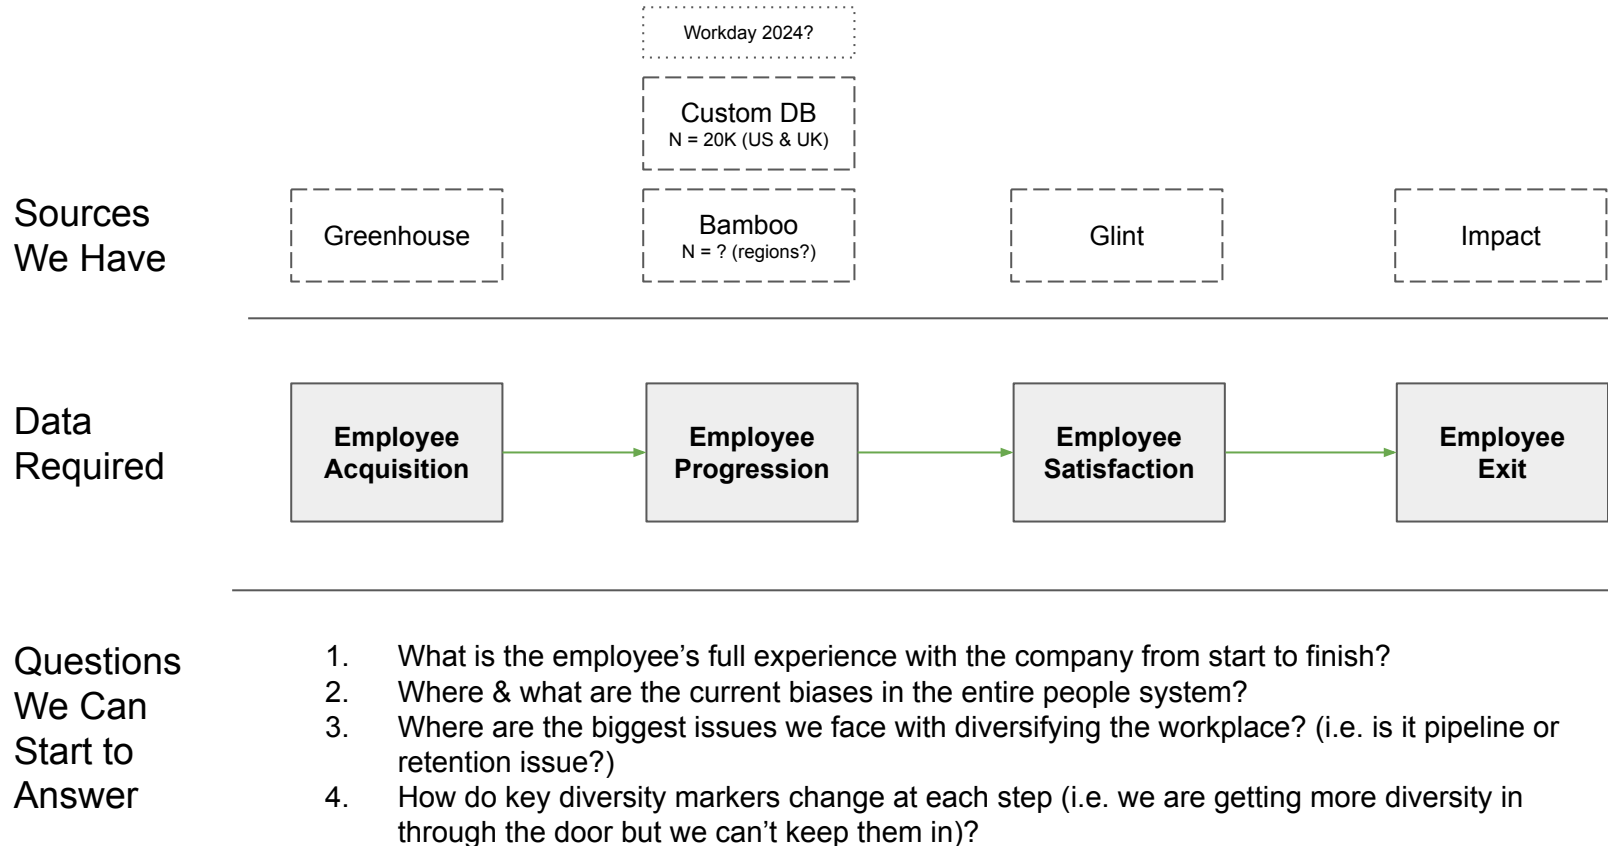 Workday 2024?
Custom DB
N = 20K (US & UK)
Sources
We Have
Greenhouse
Bamboo
N = ? (regions?)
Glint
Impact
Data
Required
Employee
Acquisition
Employee
Progression
Employee
Satisfaction
Employee
Exit
Questions
We Can
Start to
Answer
1. What is the employee’s full experience with the company from start to finish?
2. Where & what are the current biases in the entire people system?
3. Where are the biggest issues we face with diversifying the workplace? (i.e. is it pipeline or
retention issue?)
4. How do key diversity markers change at each step (i.e. we are getting more diversity in
through the door but we can’t keep them in)?